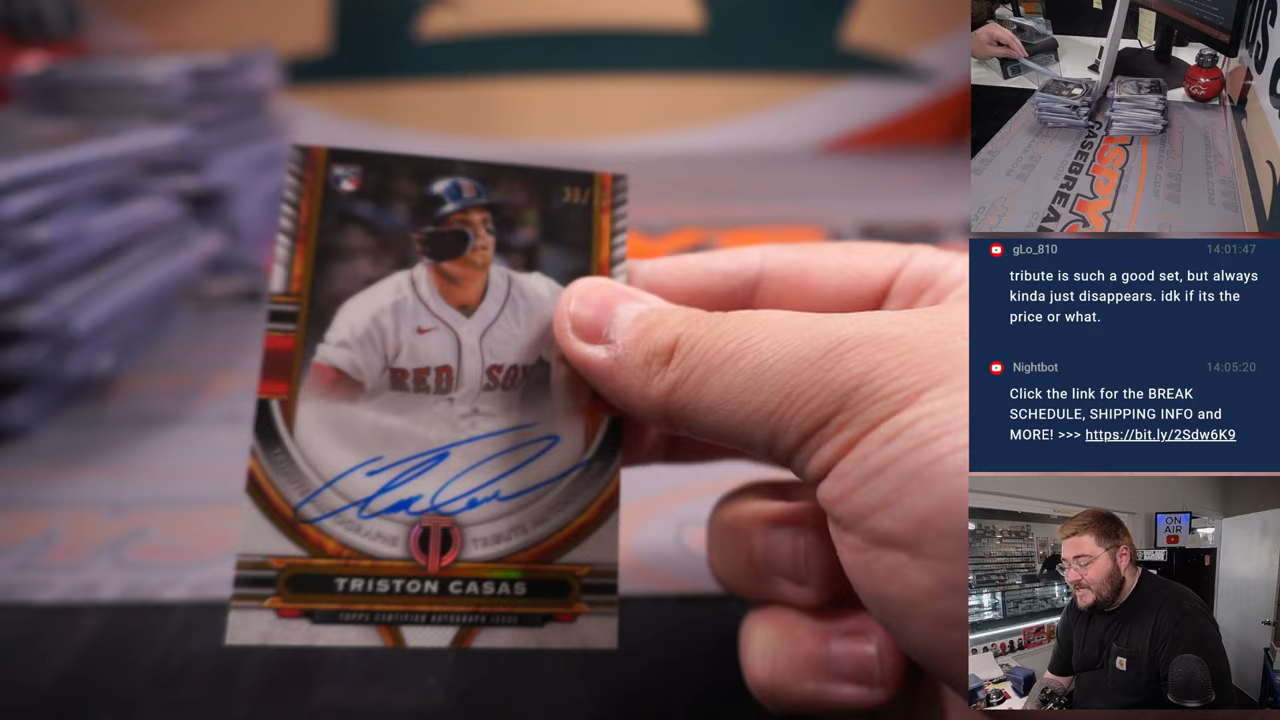 RED SOX
TRISTON CASAS
TOPPS CERTIFIED AUTOGRAPH ISSUE
gLo_810 14:01:47
tribute is such a good set, but always
kinda just disappears. idk if its the
price or what.
Nightbot 14:05:20
Click the link for the BREAK
SCHEDULE, SHIPPING INFO and
MORE! >>> https://bit.ly/2Sdw6K9
ON
AIR